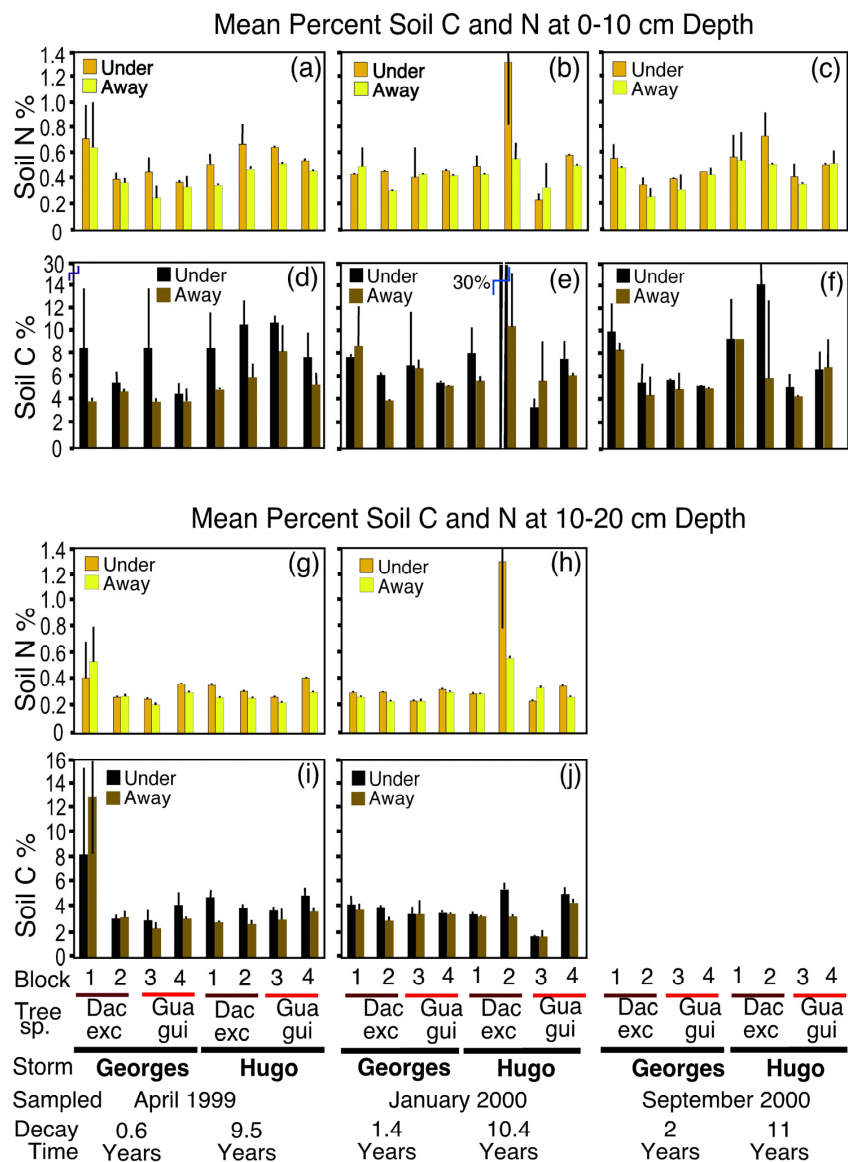 Mean Percent Soil C and N at 0-10 cm Depth
1.4
1.2
1.0
0.8
0.6
0.4
0.2
0
Soil N %
Under
Away
(a)
Under
Away
(b)
Under
Away
(c)
30
14
10
8
6
4
2
0
Soil C %
Under
Away
(d)
30%
Under
Away
(e)
Under
Away
(f)
Mean Percent Soil C and N at 10-20 cm Depth
1.4
1.2
1.0
0.8
0.6
0.4
0.2
0
Soil N %
Under
Away
(g)
Under
Away
(h)
16
14
12
10
8
6
4
2
0
Soil C %
Under
Away
(i)
Under
Away
(j)
Block 1 2 3 4 1 2 3 4 1 2 3 4 1 2 3 4 1 2 3 4 1 2 3 4
Tree Dac Gua Dac Gua Dac Gua Dac Gua Dac Gua Dac Gua
sp. exc gui exc gui exc gui exc gui exc gui exc gui
Storm Georges Hugo Georges Hugo Georges Hugo
Sampled April 1999 January 2000 September 2000
Decay 0.6 9.5 1.4 10.4 2 11
Time Years Years Years Years Years Years